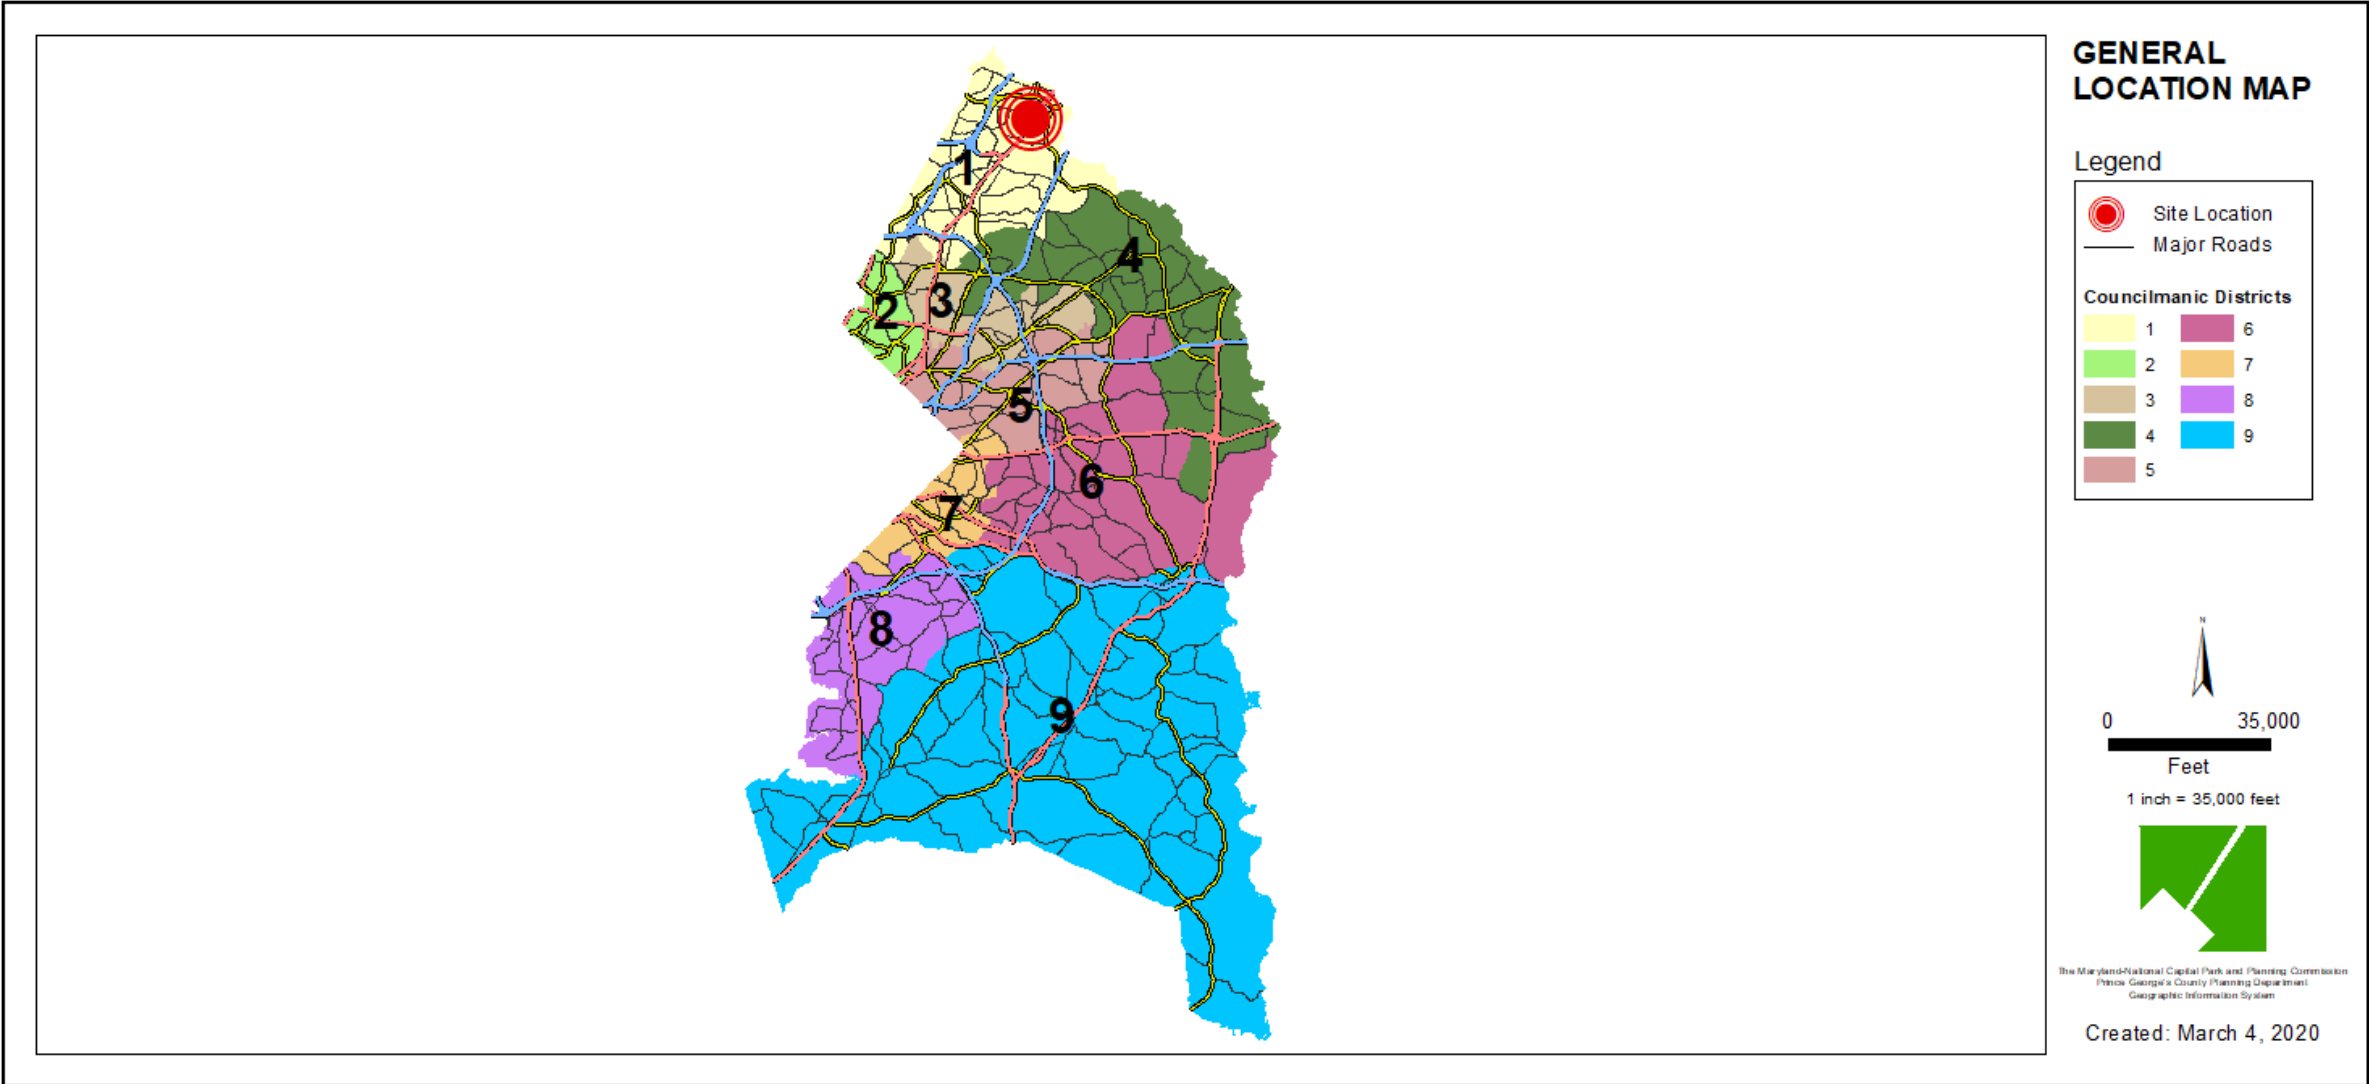 GENERAL
LOCATION MAP
Legend
Site Location
Major Roads
Councilmanic Districts
1 6
2 7
3 8
4 9
5
1
2
3
4
5
6
7
8
9
N
0 35,000
Feet
1 inch = 35,000 feet
The Maryland-National Capital Park and Planning Commission
Prince George's County Planning Department
Geographic Information System
Created: March 4, 2020